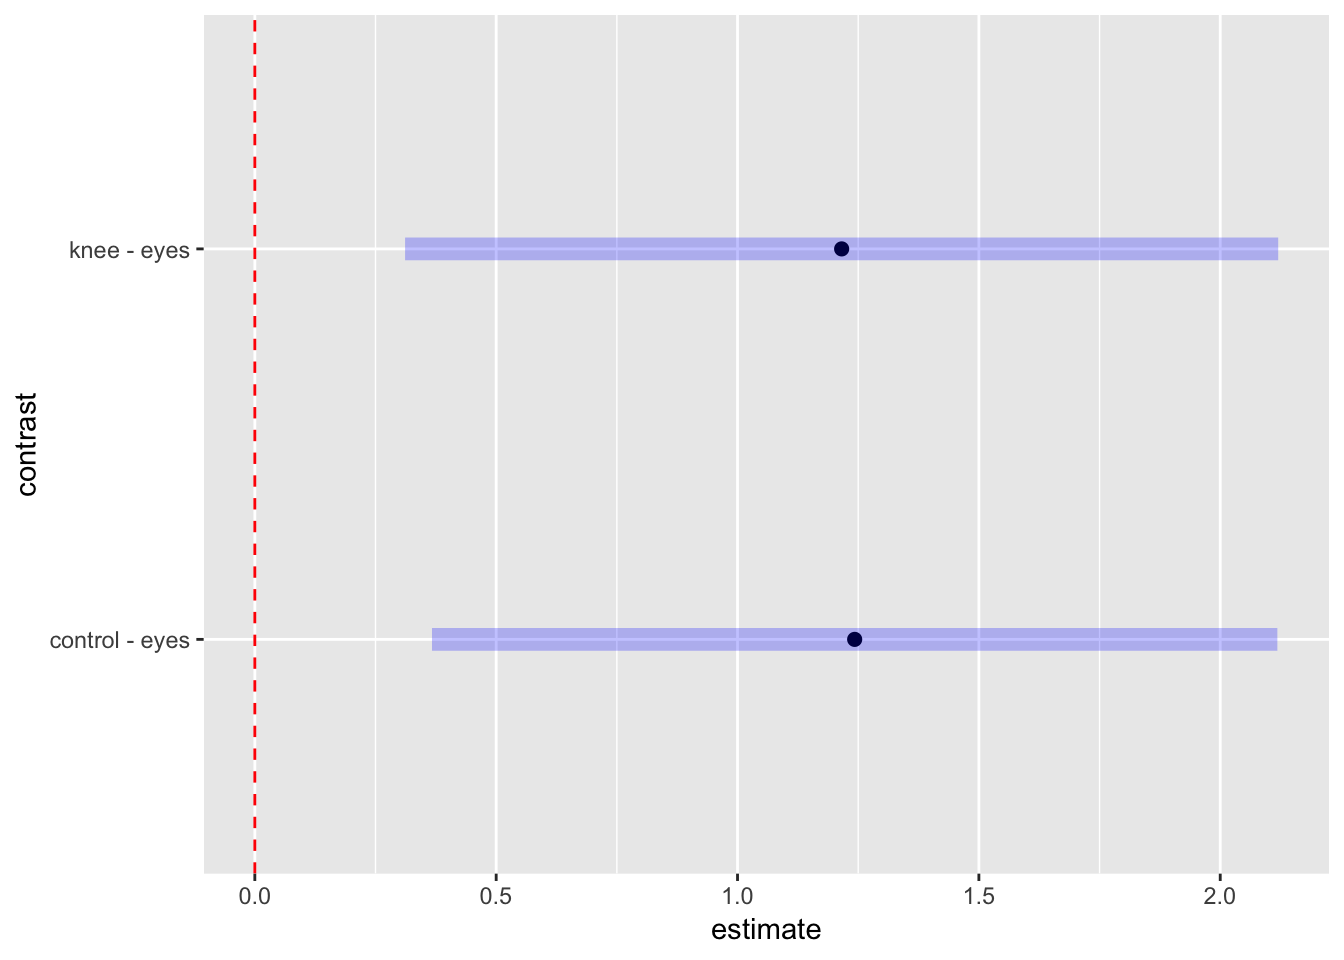 contrast
knee - eyes
control - eyes
0.0 0.5 1.0 1.5 2.0
estimate